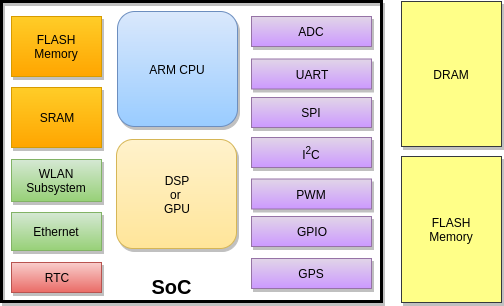 FLASH
Memory
SRAM
WLAN
Subsystem
Ethernet
RTC
ARM CPU
DSP
or
GPU
SoC
ADC
UART
SPI
I²C
PWM
GPIO
GPS
DRAM
FLASH
Memory